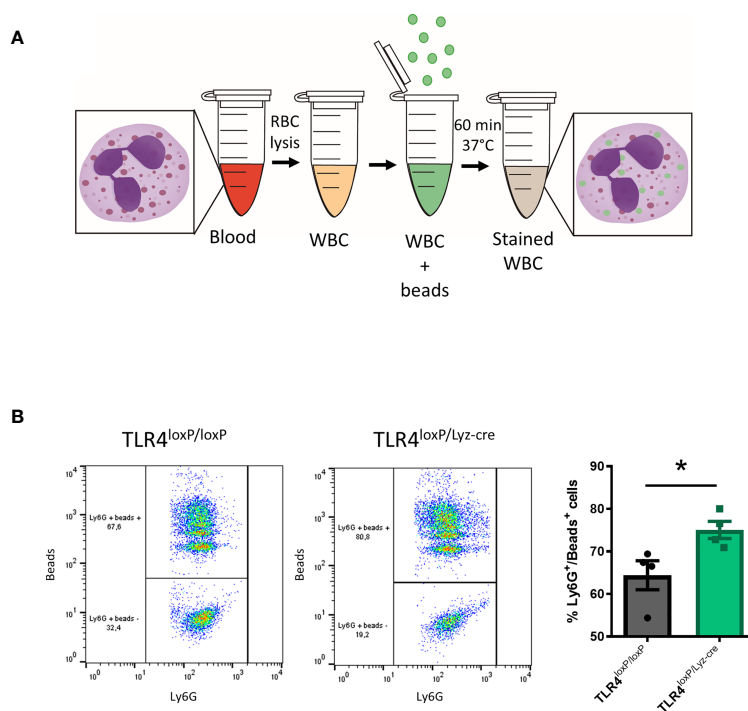 A
RBC
lysis
60 min
37°C
Blood
WBC
WBC
+
beads
Stained
WBC
B
TLR4loxP/loxP
TLR4loxP/Lyz-cre
10⁴
10³
10²
10¹
10⁰
Beads
Ly6G + beads +
67,6
Ly6G + beads -
32,4
10⁰ 10¹ 10² 10³ 10⁴
Ly6G
10⁴
10³
10²
10¹
10⁰
Ly6G + beads +
80,8
Ly6G + beads -
19,2
10⁰ 10¹ 10² 10³ 10⁴
Ly6G
% Ly6G⁺/Beads⁺ cells
90
80
70
60
50
*
TLR4loxP/loxP
TLR4loxP/Lyz-cre